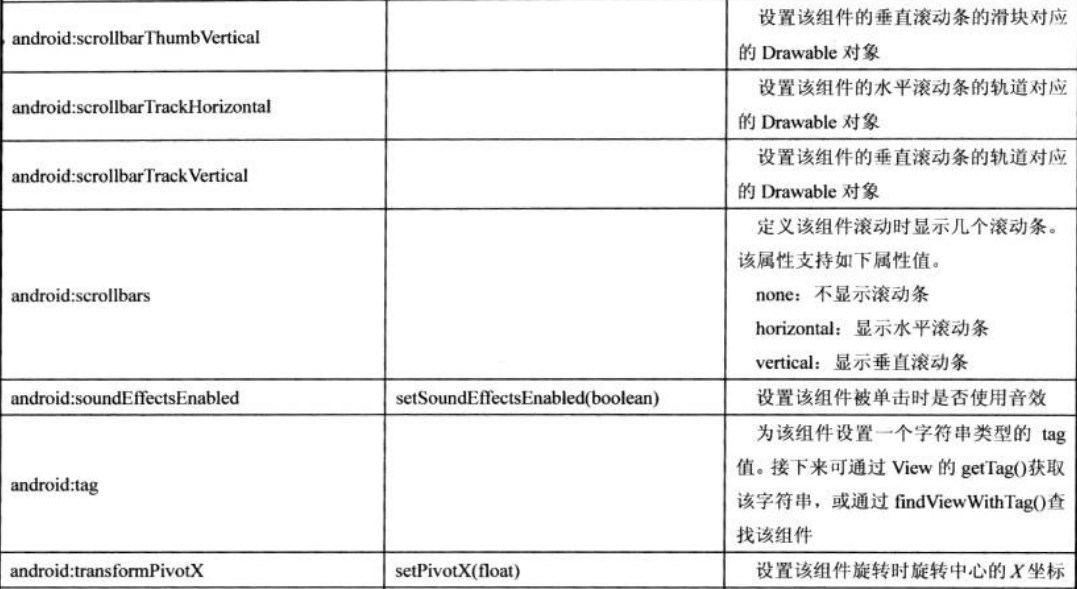 android:scrollbarThumbVertical
设置该组件的垂直滚动条的滑块对应
的 Drawable 对象
android:scrollbarTrackHorizontal
设置该组件的水平滚动条的轨道对应
的 Drawable 对象
android:scrollbarTrackVertical
设置该组件的垂直滚动条的轨道对应
的 Drawable 对象
android:scrollbars
定义该组件滚动时显示几个滚动条。
该属性支持如下属性值。
none：不显示滚动条
horizontal：显示水平滚动条
vertical：显示垂直滚动条
android:soundEffectsEnabled
setSoundEffectsEnabled(boolean)
设置该组件被单击时是否使用音效
android:tag
为该组件设置一个字符串类型的 tag
值。接下来可通过 View 的 getTag()获取
该字符串，或通过 findViewWithTag()查
找该组件
android:transformPivotX
setPivotX(float)
设置该组件旋转时旋转中心的 X 坐标